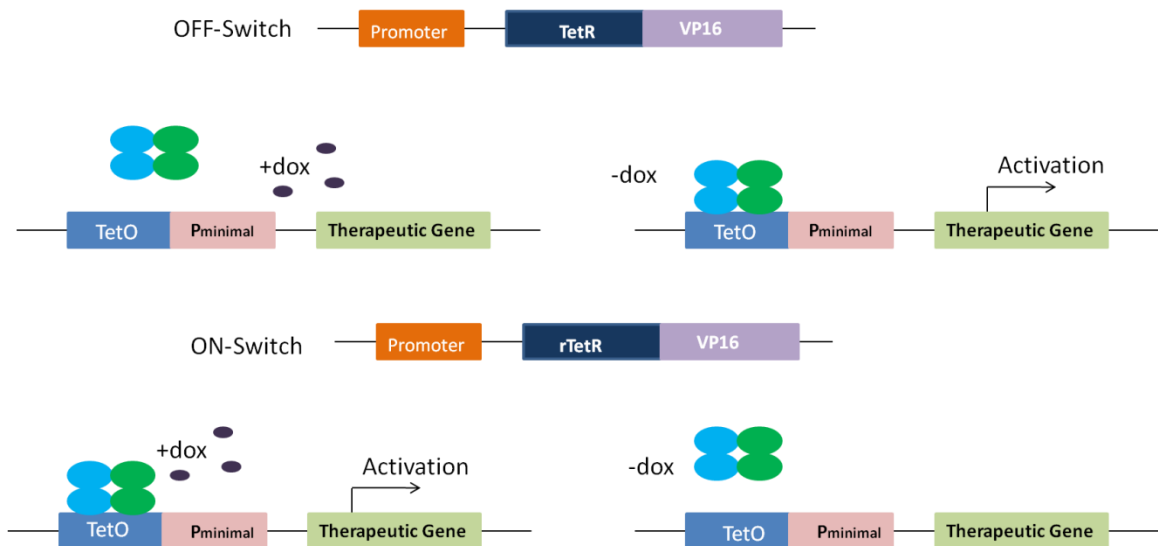 OFF-Switch
Promoter TetR VP16
+dox
TetO Pminimal Therapeutic Gene
-dox
Activation
TetO Pminimal Therapeutic Gene
ON-Switch
Promoter rTetR VP16
+dox
Activation
TetO Pminimal Therapeutic Gene
-dox
TetO Pminimal Therapeutic Gene